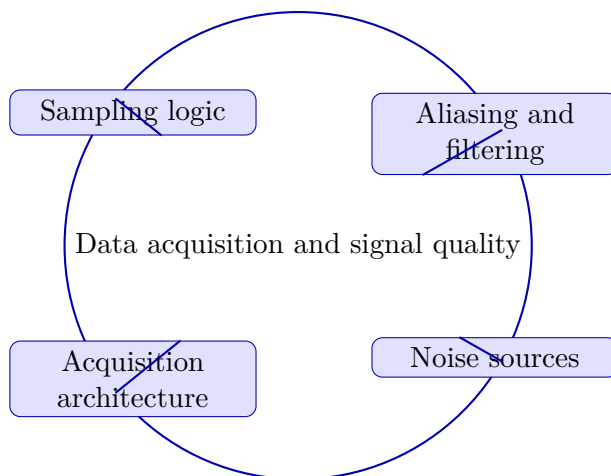 Sampling logic
Aliasing and
filtering
Data acquisition and signal quality
Acquisition
architecture
Noise sources